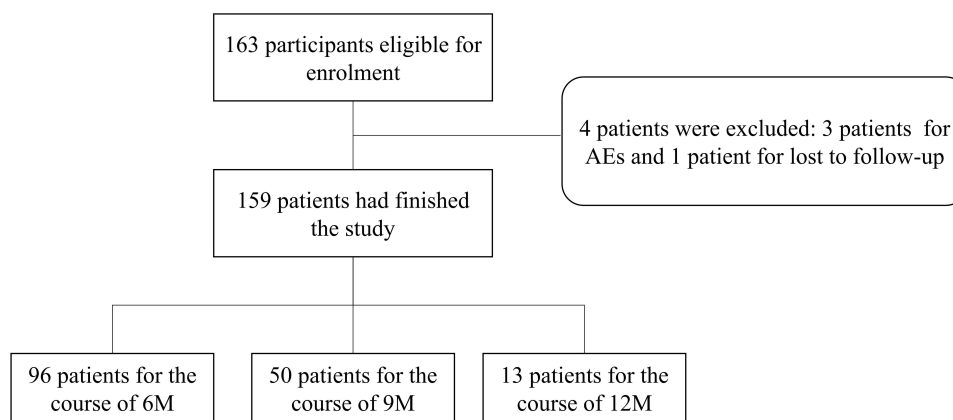 163 participants eligible for
enrolment
4 patients were excluded: 3 patients for
AEs and 1 patient for lost to follow-up
159 patients had finished
the study
96 patients for the
course of 6M
50 patients for the
course of 9M
13 patients for the
course of 12M